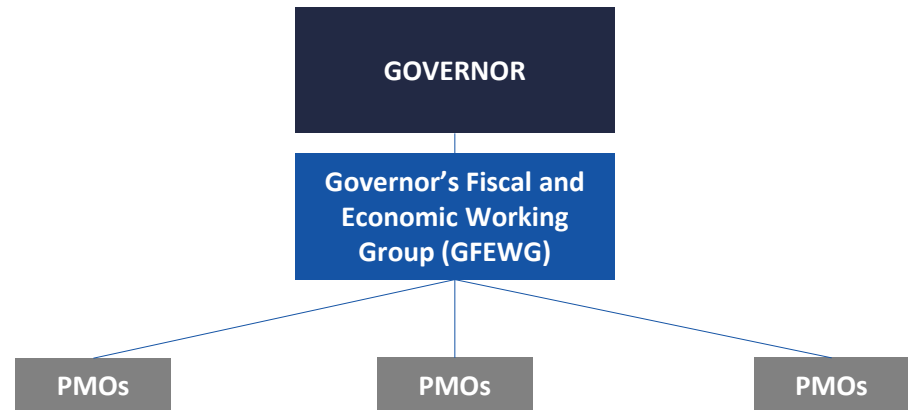 GOVERNOR
Governor’s Fiscal and
Economic Working
Group (GFEWG)
PMOs
PMOs
PMOs